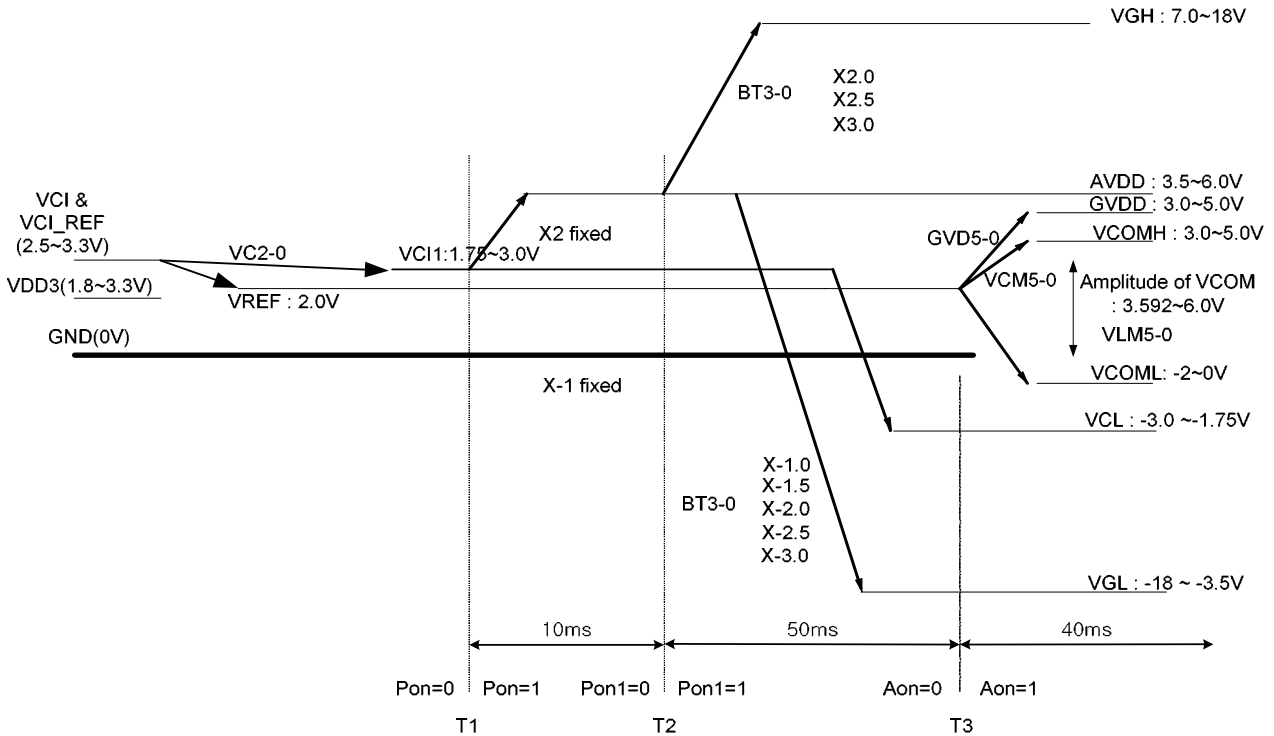 VGH : 7.0~18V
BT3-0
X2.0
X2.5
X3.0
AVDD : 3.5~6.0V
GVDD : 3.0~5.0V
VCOMH : 3.0~5.0V
VCI &
VCI_REF
(2.5~3.3V)
VDD3(1.8~3.3V)
GND(0V)
VC2-0
VREF : 2.0V
VCI1:1.75~3.0V
X2 fixed
GVD5-0
VCM5-0
Amplitude of VCOM
: 3.592~6.0V
VLM5-0
VCOML: -2~0V
X-1 fixed
VCL : -3.0 ~-1.75V
BT3-0
X-1.0
X-1.5
X-2.0
X-2.5
X-3.0
VGL : -18 ~ -3.5V
10ms
50ms
40ms
Pon=0
Pon=1
Pon1=0
Pon1=1
Aon=0
Aon=1
T1
T2
T3